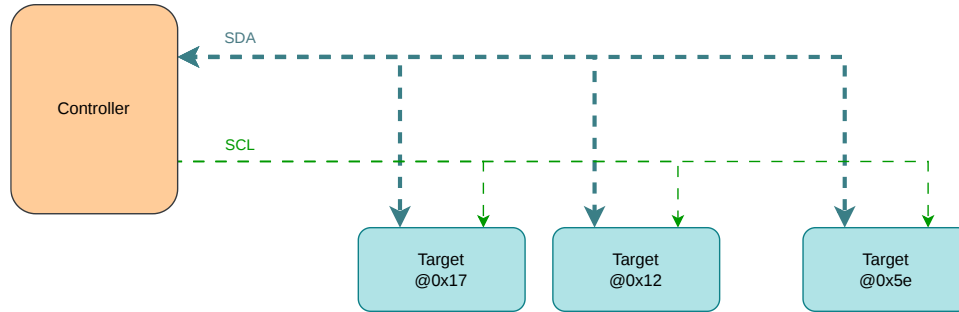 SDA
Controller
SCL
Target
@0x17
Target
@0x12
Target
@0x5e